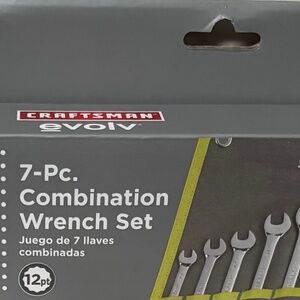 CRAFTSMAN
evolv
7-Pc.
Combination
Wrench Set
Juego de 7 llaves
combinadas
12pt